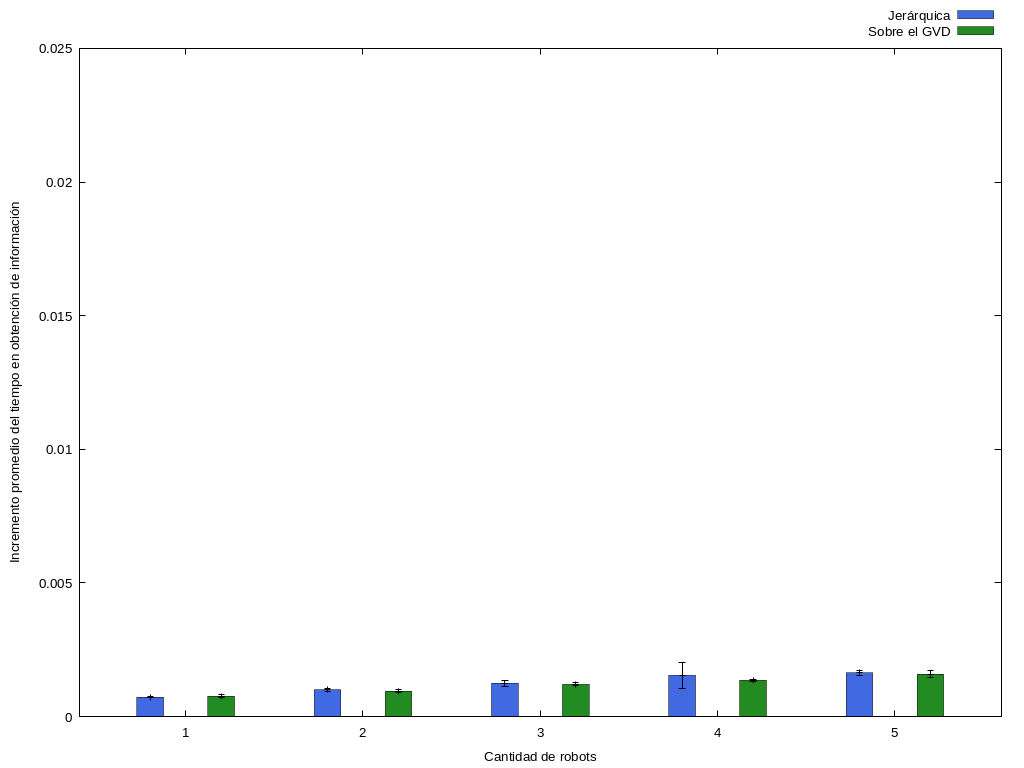 Jerárquica
Sobre el GVD
0.025
0.02
0.015
0.01
0.005
0
Incremento promedio del tiempo en obtención de información
1 2 3 4 5
Cantidad de robots